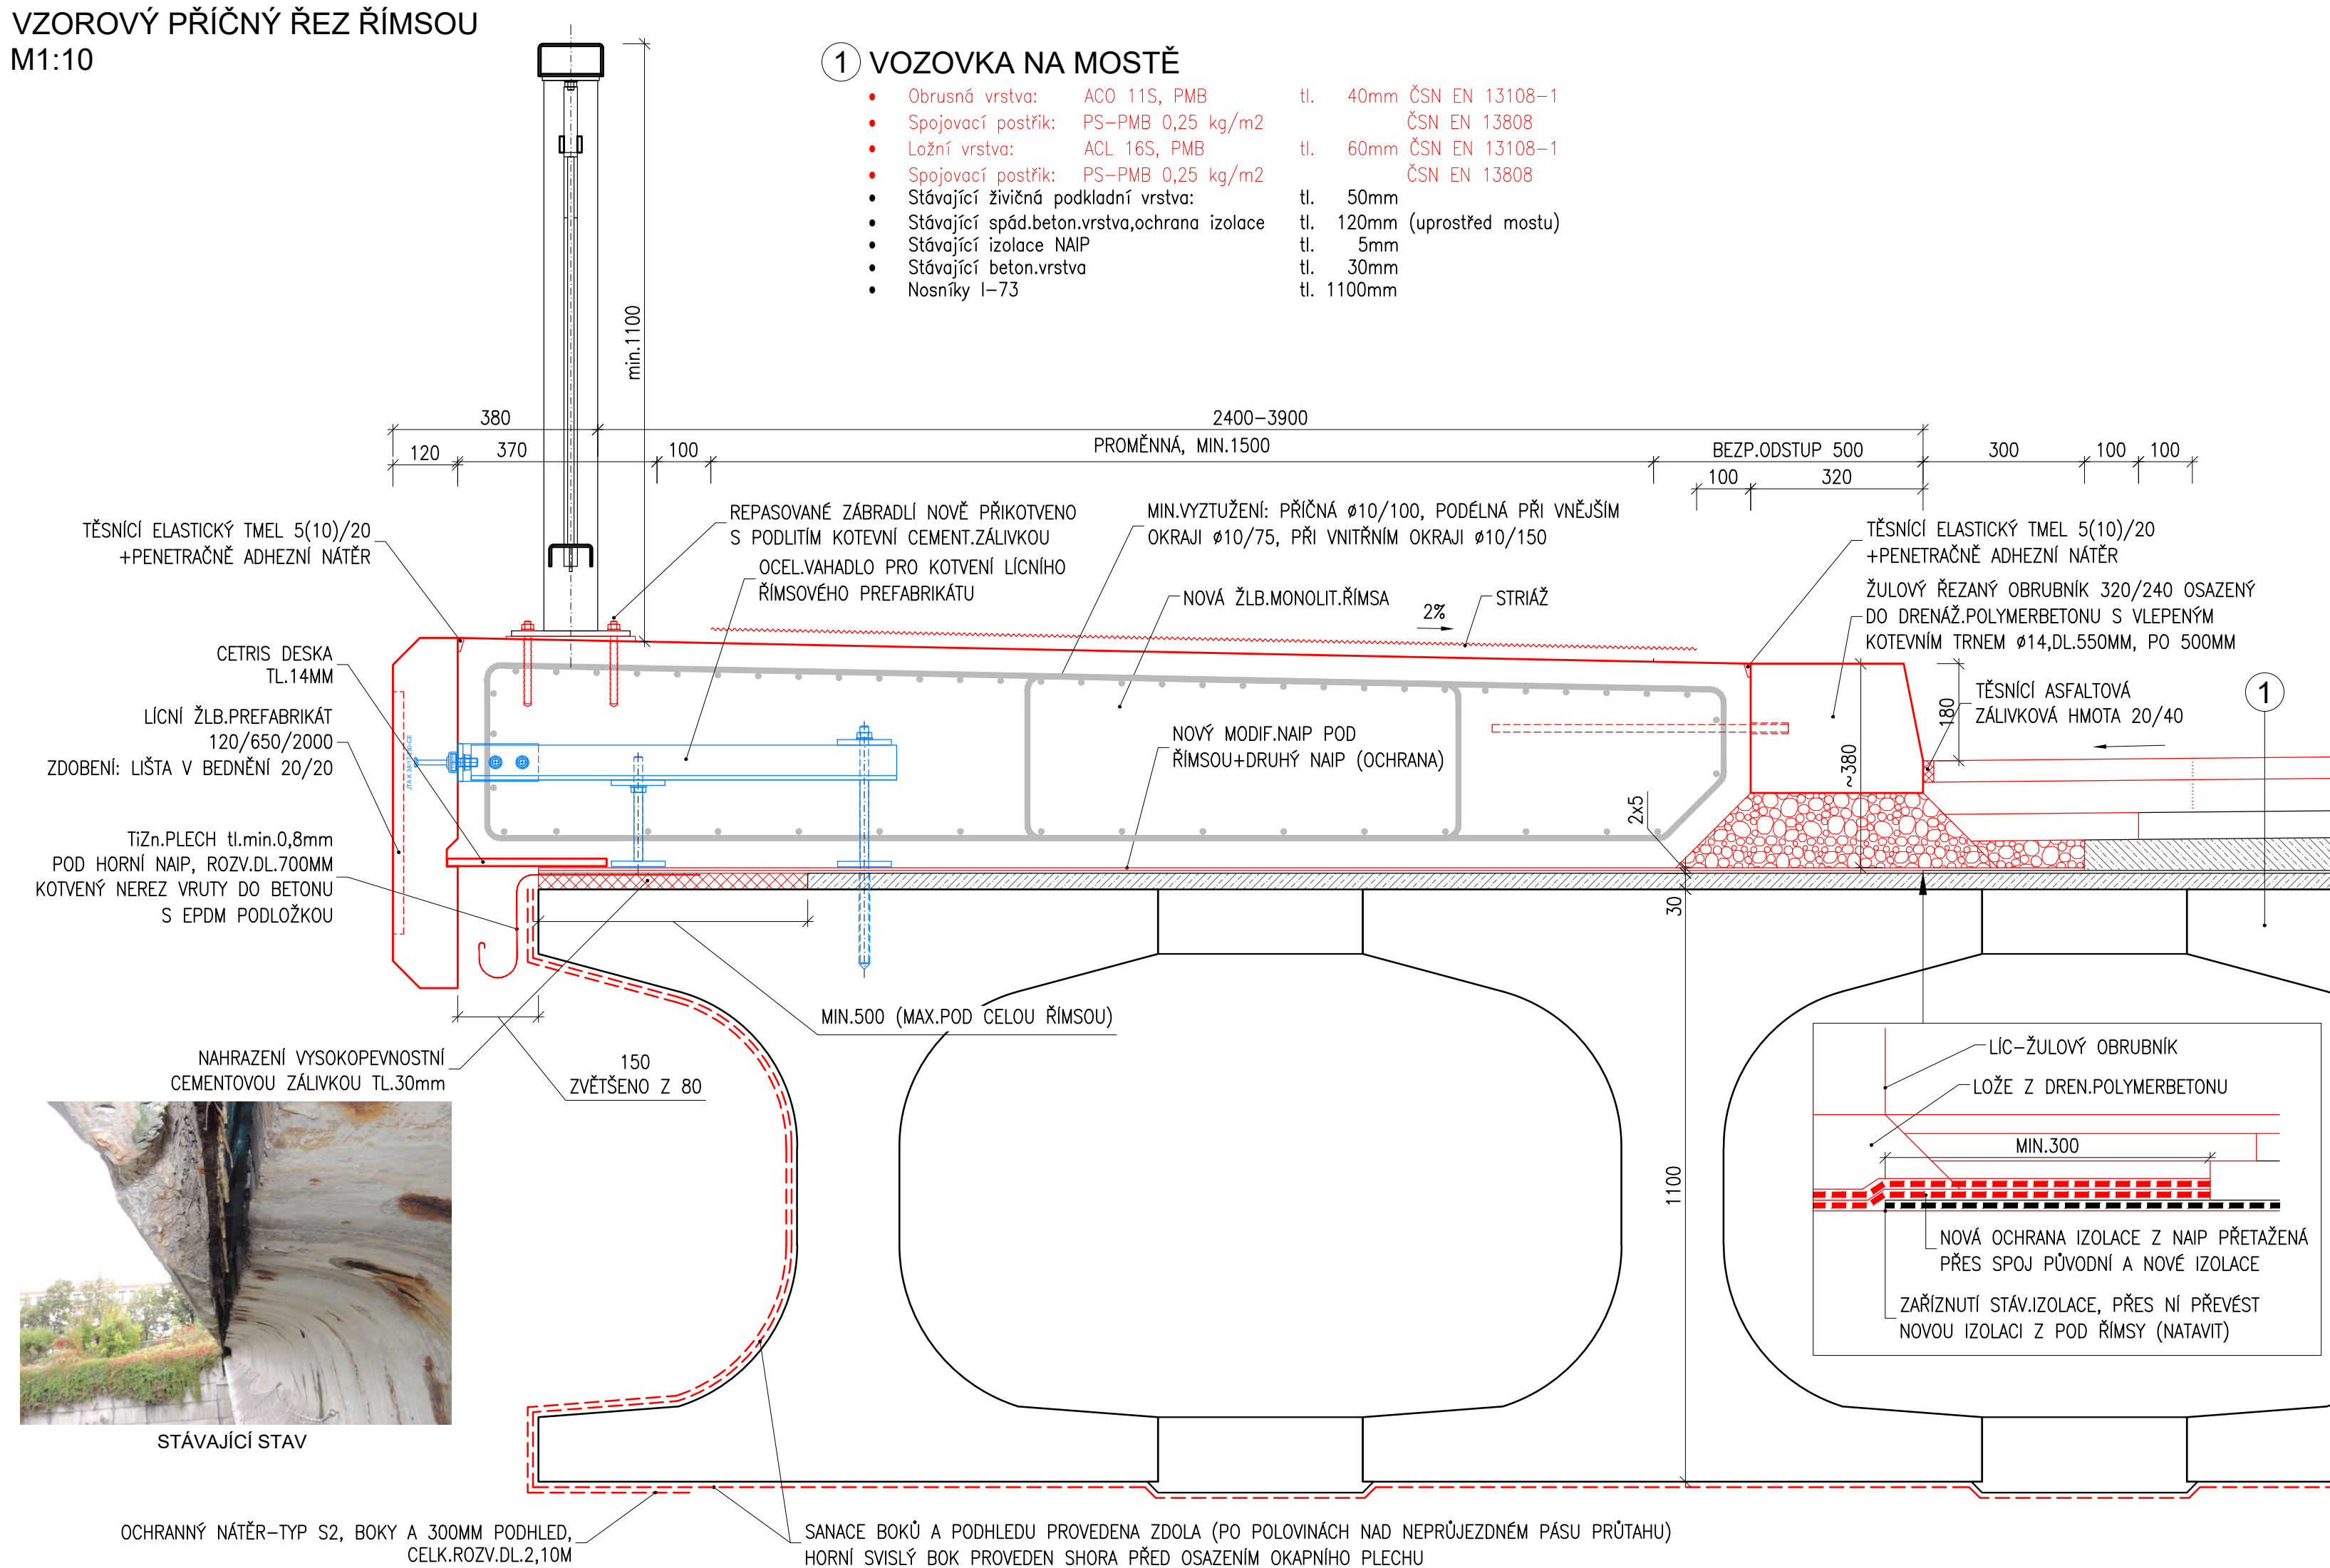 VZOROVÝ PŘÍČNÝ ŘEZ ŘÍMSOU
M1:10
1 VOZOVKA NA MOSTĚ
• Obrusná vrstva: ACO 11S, PMB tl. 40mm ČSN EN 13108-1
• Spojovací postřik: PS-PMB 0,25 kg/m2 ČSN EN 13808
• Ložní vrstva: ACL 16S, PMB tl. 60mm ČSN EN 13108-1
• Spojovací postřik: PS-PMB 0,25 kg/m2 ČSN EN 13808
• Stávající živičná podkladní vrstva: tl. 50mm
• Stávající spád.beton.vrstva,ochrana izolace tl. 120mm (uprostřed mostu)
• Stávající izolace NAIP tl. 5mm
• Stávající beton.vrstva tl. 30mm
• Nosníky I-73 tl. 1100mm
min.1100
380
2400-3900
120
370
100
PROMĚNNÁ, MIN.1500
BEZP.ODSTUP 500
300
100
100
100
320
TĚSNÍCÍ ELASTICKÝ TMEL 5(10)/20
+PENETRAČNĚ ADHEZNÍ NÁTĚR
REPASOVANÉ ZÁBRADLÍ NOVĚ PŘIKOTVENO
S PODLITÍM KOTEVNÍ CEMENT.ZÁLIVKOU
OCEL.VAHADLO PRO KOTVENÍ LÍCNÍHO
ŘÍMSOVÉHO PREFABRIKÁTU
MIN.VYZTUŽENÍ: PŘÍČNÁ ø10/100, PODÉLNÁ PŘI VNĚJŠÍM
OKRAJI ø10/75, PŘI VNITŘNÍM OKRAJI ø10/150
NOVÁ ŽLB.MONOLIT.ŘÍMSA
2%
STRIÁŽ
TĚSNÍCÍ ELASTICKÝ TMEL 5(10)/20
+PENETRAČNĚ ADHEZNÍ NÁTĚR
ŽULOVÝ ŘEZANÝ OBRUBNÍK 320/240 OSAZENÝ
DO DRENÁŽ.POLYMERBETONU S VLEPENÝM
KOTEVNÍM TRNEM ø14,DL.550MM, PO 500MM
TĚSNÍCÍ ASFALTOVÁ
ZÁLIVKOVÁ HMOTA 20/40
1
180
~380
CETRIS DESKA
TL.14MM
LÍCNÍ ŽLB.PREFABRIKÁT
120/650/2000
ZDOBENÍ: LIŠTA V BEDNĚNÍ 20/20
NOVÝ MODIF.NAIP POD
ŘÍMSOU+DRUHÝ NAIP (OCHRANA)
2x5
TiZn.PLECH tl.min.0,8mm
POD HORNÍ NAIP, ROZV.DL.700MM
KOTVENÝ NEREZ VRUTY DO BETONU
S EPDM PODLOŽKOU
30
MIN.500 (MAX.POD CELOU ŘÍMSOU)
NAHRAZENÍ VYSOKOPEVNOSTNÍ
CEMENTOVOU ZÁLIVKOU TL.30mm
150
ZVĚTŠENO Z 80
1100
LÍC-ŽULOVÝ OBRUBNÍK
LOŽE Z DREN.POLYMERBETONU
MIN.300
NOVÁ OCHRANA IZOLACE Z NAIP PŘETAŽENÁ
PŘES SPOJ PŮVODNÍ A NOVÉ IZOLACE
ZAŘÍZNUTÍ STÁV.IZOLACE, PŘES NÍ PŘEVÉST
NOVOU IZOLACI Z POD ŘÍMSY (NATAVIT)
STÁVAJÍCÍ STAV
OCHRANNÝ NÁTĚR-TYP S2, BOKY A 300MM PODHLED,
CELK.ROZV.DL.2,10M
SANACE BOKŮ A PODHLEDU PROVEDENA ZDOLA (PO POLOVINÁCH NAD NEPRŮJEZDNÉM PÁSU PRŮTAHU)
HORNÍ SVISLÝ BOK PROVEDEN SHORA PŘED OSAZENÍM OKAPNÍHO PLECHU